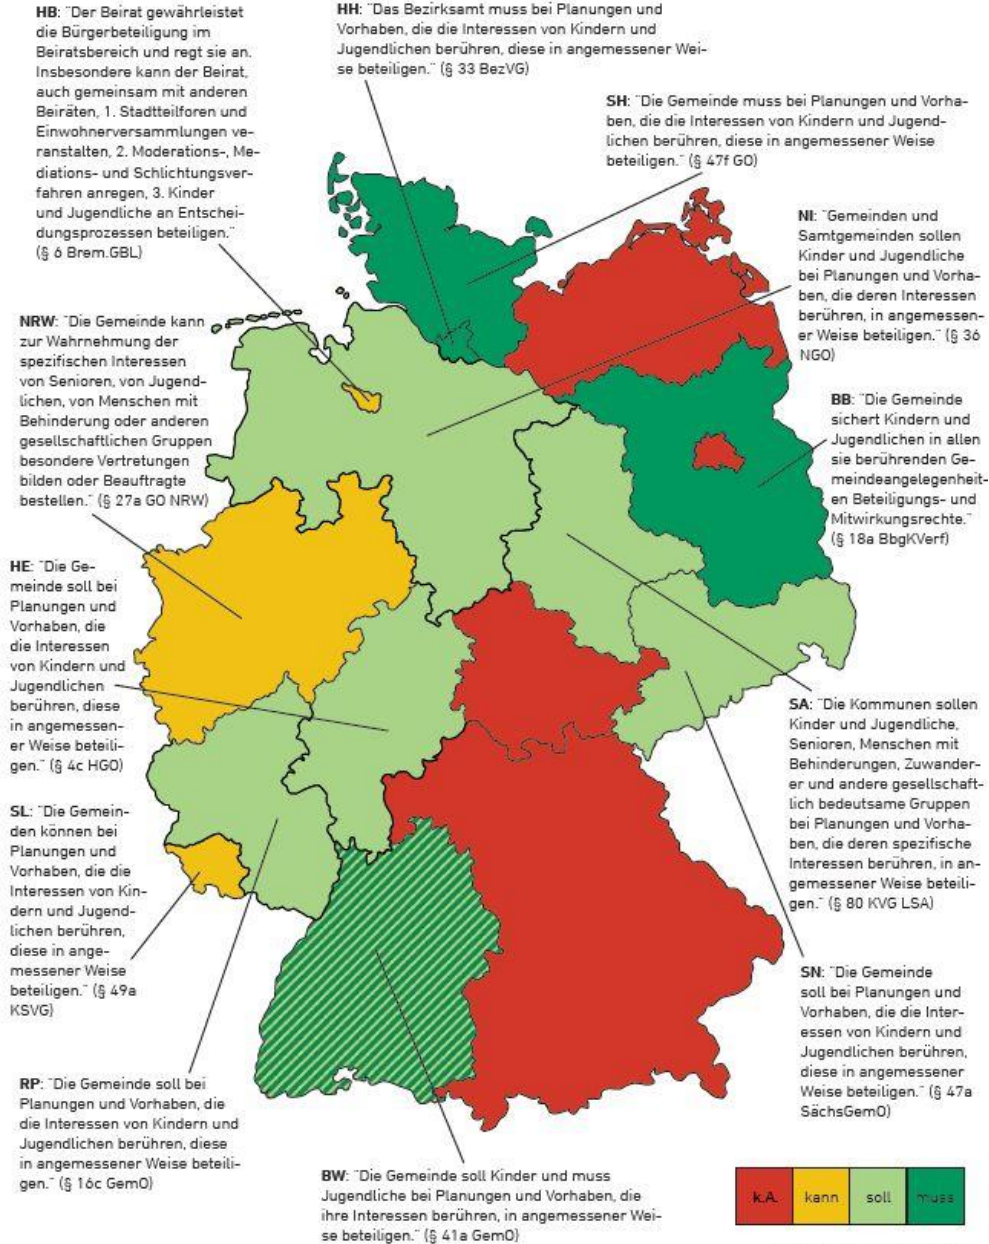 HB: "Der Beirat gewährleistet
die Bürgerbeteiligung im
Beiratsbereich und regt sie an.
Insbesondere kann der Beirat,
auch gemeinsam mit anderen
Beiräten, 1. Stadtteilforen und
Einwohnerversammlungen ve-
ranstalten, 2. Moderations-, Me-
diations- und Schlichtungsver-
fahren anregen, 3. Kinder
und Jugendliche an Entschei-
dungsprozessen beteiligen."
(§ 6 Brem.GBL)
HH: "Das Bezirksamt muss bei Planungen und
Vorhaben, die die Interessen von Kindern und
Jugendlichen berühren, diese in angemessener Wei-
se beteiligen." (§ 33 BezVG)
SH: "Die Gemeinde muss bei Planungen und Vorha-
ben, die die Interessen von Kindern und Jugend-
lichen berühren, diese in angemessener Weise
beteiligen." (§ 47f GO)
NI: "Gemeinden und
Samtgemeinden sollen
Kinder und Jugendliche
bei Planungen und Vorha-
ben, die deren Interessen
berühren, in angemessen-
er Weise beteiligen." (§ 36
NGO)
NRW: "Die Gemeinde kann
zur Wahrnehmung der
spezifischen Interessen
von Senioren, von Jugend-
lichen, von Menschen mit
Behinderung oder anderen
gesellschaftlichen Gruppen
besondere Vertretungen
bilden oder Beauftragte
bestellen." (§ 27a GO NRW)
BB: "Die Gemeinde
sichert Kindern und
Jugendlichen in allen
sie berührenden Ge-
meindeangelegenheit-
en Beteiligungs- und
Mitwirkungsrechte."
(§ 18a BbgKVerf)
HE: "Die Ge-
meinde soll bei
Planungen und
Vorhaben, die
die Interessen
von Kindern und
Jugendlichen
berühren, diese
in angemessen-
er Weise beteili-
gen." (§ 4c HGO)
SA: "Die Kommunen sollen
Kinder und Jugendliche,
Senioren, Menschen mit
Behinderungen, Zuwander-
er und andere gesellschaft-
lich bedeutsame Gruppen
bei Planungen und Vorha-
ben, die deren spezifische
Interessen berühren, in an-
gemessener Weise beteili-
gen." (§ 80 KVG LSA)
SL: "Die Gemein-
den können bei
Planungen und
Vorhaben, die die
Interessen von Kin-
dern und Jugend-
lichen berühren,
diese in ange-
messener Weise
beteiligen." (§ 49a
KSVG)
SN: "Die Gemeinde
soll bei Planungen und
Vorhaben, die die Inter-
essen von Kindern und
Jugendlichen berühren,
diese in angemessener
Weise beteiligen." (§ 47a
SächsGemO)
RP: "Die Gemeinde soll bei
Planungen und Vorhaben, die
die Interessen von Kindern und
Jugendlichen berühren, diese
in angemessener Weise beteili-
gen." (§ 16c GemO)
BW: "Die Gemeinde soll Kinder und muss
Jugendliche bei Planungen und Vorhaben, die
ihre Interessen berühren, in angemessener Wei-
se beteiligen." (§ 41a GemO)
k.A. kann soll muss